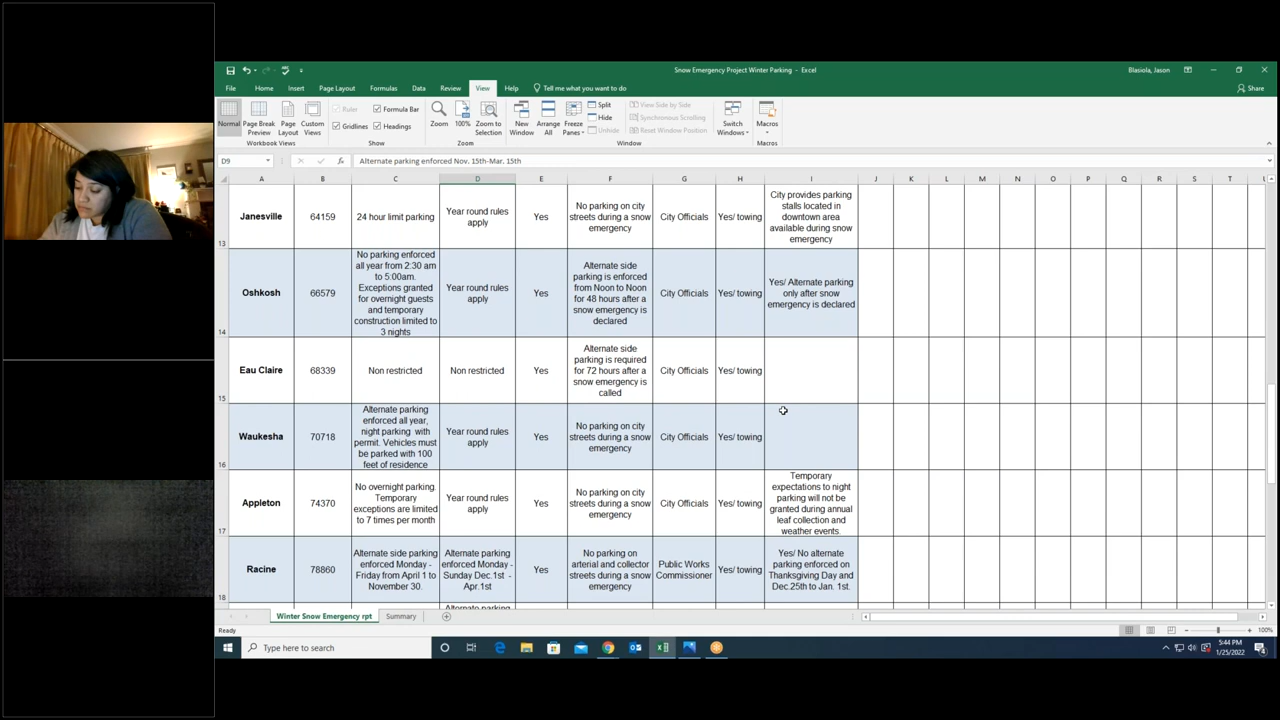 Snow Emergency Project Winter Parking - Excel
Blasiola, Jason
File Home Insert Page Layout Formulas Data Review View Help Tell me what you want to do Share
Normal Page Break Preview Page Layout Custom Views Ruler Formula Bar Gridlines Headings Zoom 100% Zoom to Selection New Window Arrange All Freeze Panes Split Hide Unhide View Side by Side Synchronous Scrolling Reset Window Position Switch Windows Macros
Workbook Views Show Zoom Window Macros
D9 fx Alternate parking enforced Nov. 15th-Mar. 15th
A B C D E F G H I J K L M N O P Q R S T U
13 Janesville 64159 24 hour limit parking Year round rules apply Yes No parking on city streets during a snow emergency City Officials Yes/ towing City provides parking stalls located in downtown area available during snow emergency
14 Oshkosh 66579 No parking enforced all year from 2:30 am to 5:00am. Exceptions granted for overnight guests and temporary construction limited to 3 nights Year round rules apply Yes Alternate side parking is enforced from Noon to Noon for 48 hours after a snow emergency is declared City Officials Yes/ towing Yes/ Alternate parking only after snow emergency is declared
15 Eau Claire 68339 Non restricted Non restricted Yes Alternate side parking is required for 72 hours after a snow emergency is called City Officials Yes/ towing
16 Waukesha 70718 Alternate parking enforced all year, night parking with permit. Vehicles must be parked with 100 feet of residence Year round rules apply Yes No parking on city streets during a snow emergency City Officials Yes/ towing
17 Appleton 74370 No overnight parking. Temporary exceptions are limited to 7 times per month Year round rules apply Yes No parking on city streets during a snow emergency City Officials Yes/ towing Temporary expectations to night parking will not be granted during annual leaf collection and weather events.
18 Racine 78860 Alternate side parking enforced Monday - Friday from April 1 to November 30. Alternate parking enforced Monday - Sunday Dec.1st - Apr.1st Yes No parking on arterial and collector streets during a snow emergency Public Works Commissioner Yes/ towing Yes/ No alternate parking enforced on Thanksgiving Day and Dec.25th to Jan. 1st.
Alternate parking
Winter Snow Emergency rpt Summary
Ready 100%
Type here to search
5:44 PM
1/25/2022